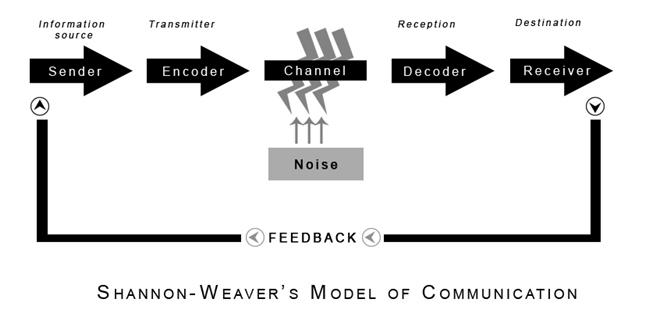 Information source
Transmitter
Reception
Destination
Sender
Encoder
Channel
Decoder
Receiver
Noise
FEEDBACK
SHANNON-WEAVER'S MODEL OF COMMUNICATION